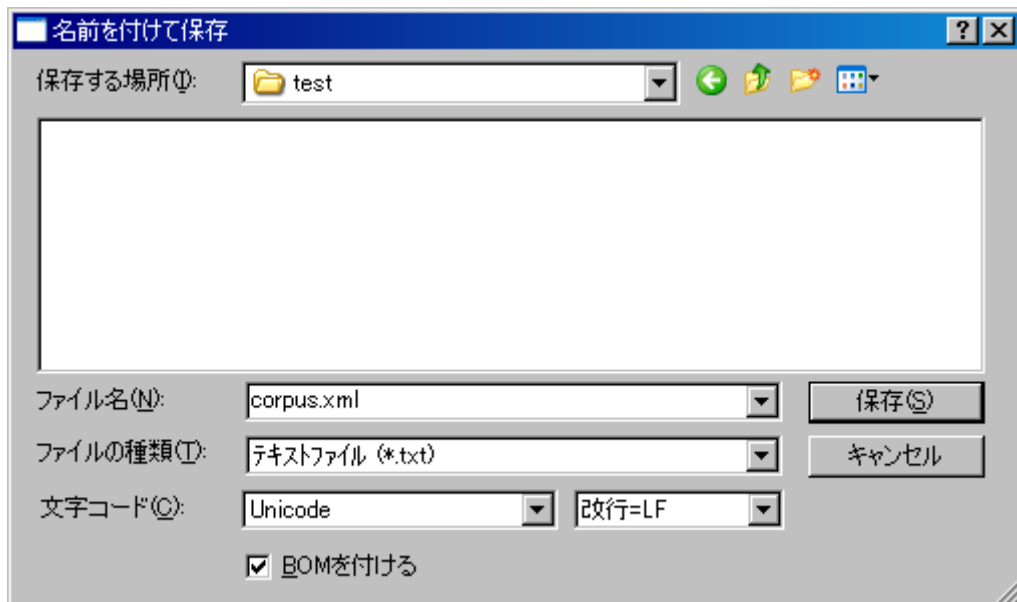 名前を付けて保存
保存する場所(I): test
ファイル名(N): corpus.xml 保存(S)
ファイルの種類(T): テキストファイル (*.txt) キャンセル
文字コード(C): Unicode 改行=LF
BOMを付ける